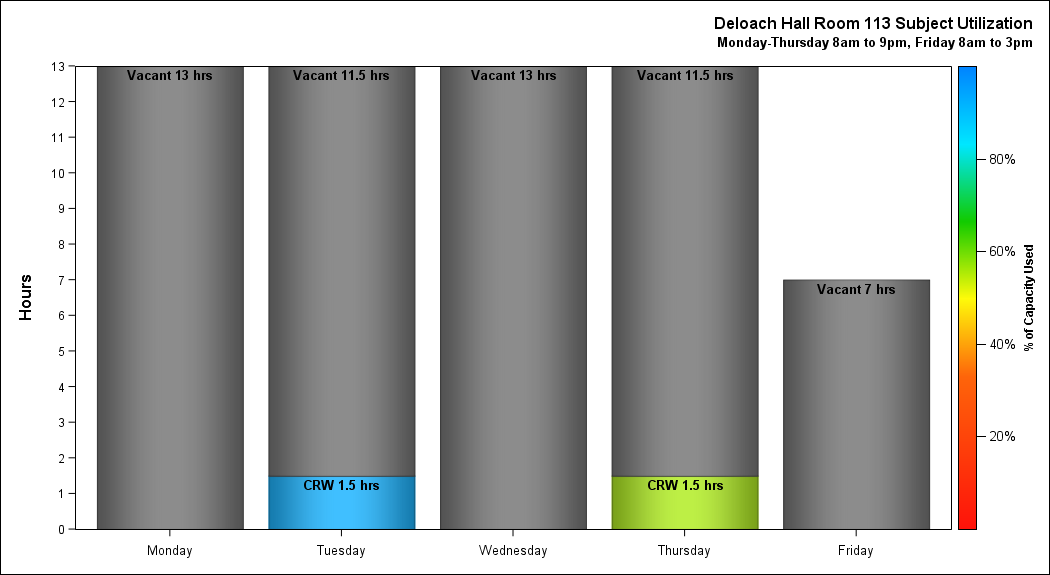 Deloach Hall Room 113 Subject Utilization
Monday-Thursday 8am to 9pm, Friday 8am to 3pm
Hours
13
12
11
10
9
8
7
6
5
4
3
2
1
0
Vacant 13 hrs
Vacant 11.5 hrs
Vacant 13 hrs
Vacant 11.5 hrs
Vacant 7 hrs
CRW 1.5 hrs
CRW 1.5 hrs
Monday
Tuesday
Wednesday
Thursday
Friday
80%
60%
40%
20%
% of Capacity Used